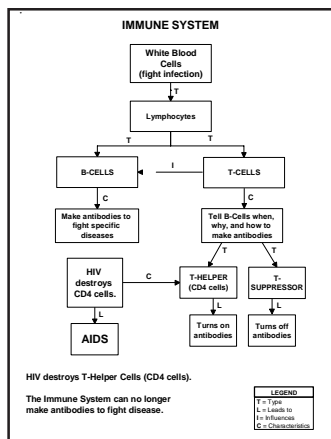 IMMUNE SYSTEM
White Blood
Cells
(fight infection)
T
Lymphocytes
T
T
B-CELLS
I
T-CELLS
C
C
Make antibodies to
fight specific
diseases
Tell B-Cells when,
why, and how to
make antibodies
T
T
HIV
destroys
CD4 cells.
C
T-HELPER
(CD4 cells)
T-
SUPPRESSOR
L
L
L
AIDS
Turns on
antibodies
Turns off
antibodies
HIV destroys T-Helper Cells (CD4 cells).
The Immune System can no longer
make antibodies to fight disease.
LEGEND
T = Type
L = Leads to
I = Influences
C = Characteristics